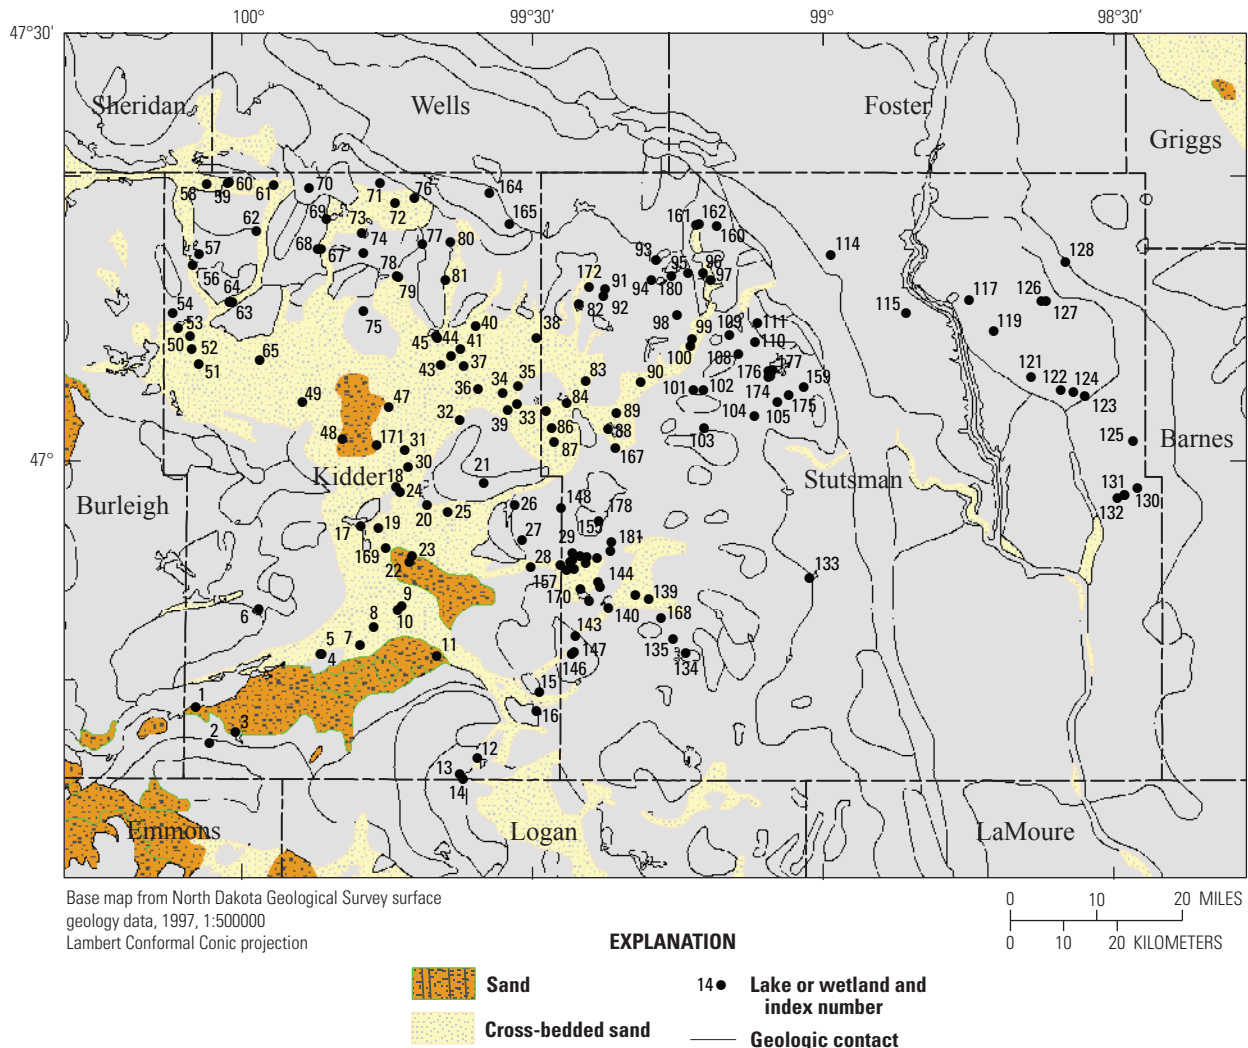 100° 99°30' 99° 98°30'
47°30'
Sheridan Wells Foster
Griggs
58 59 60 61 70 71 76 164
62 69 73 72 165 161 162
57 68 67 74 77 80 93 160 114 128
56 78 79 81 172 91 95 96
64 63 82 92 94 180 97 117 126 127
54 75 98 115
53 45 44 40 38 99 109 111 119
50 52 41 100 108 110
51 65 43 37 83 176 177 121
49 47 36 34 35 84 90 101 102 174 159 122 124
32 39 33 89 104 105 175 123
48 171 31 86 88 103 125
47° Kidder 30 87 167 Stutsman Barnes
Burleigh 18 24 21 131
20 25 26 148 178 132 130
17 19 27 29 155 181
169 23 28
22 157 144 133
9 170 139
6 8 10 140 168
5 7 143
4 11 147 135
146 134
1 15
2 3 16
12
13
14
Emmons Logan LaMoure
Base map from North Dakota Geological Survey surface
geology data, 1997, 1:500000
Lambert Conformal Conic projection
0 10 20 MILES
0 10 20 KILOMETERS
EXPLANATION
Sand
Cross-bedded sand
14 Lake or wetland and
index number
Geologic contact